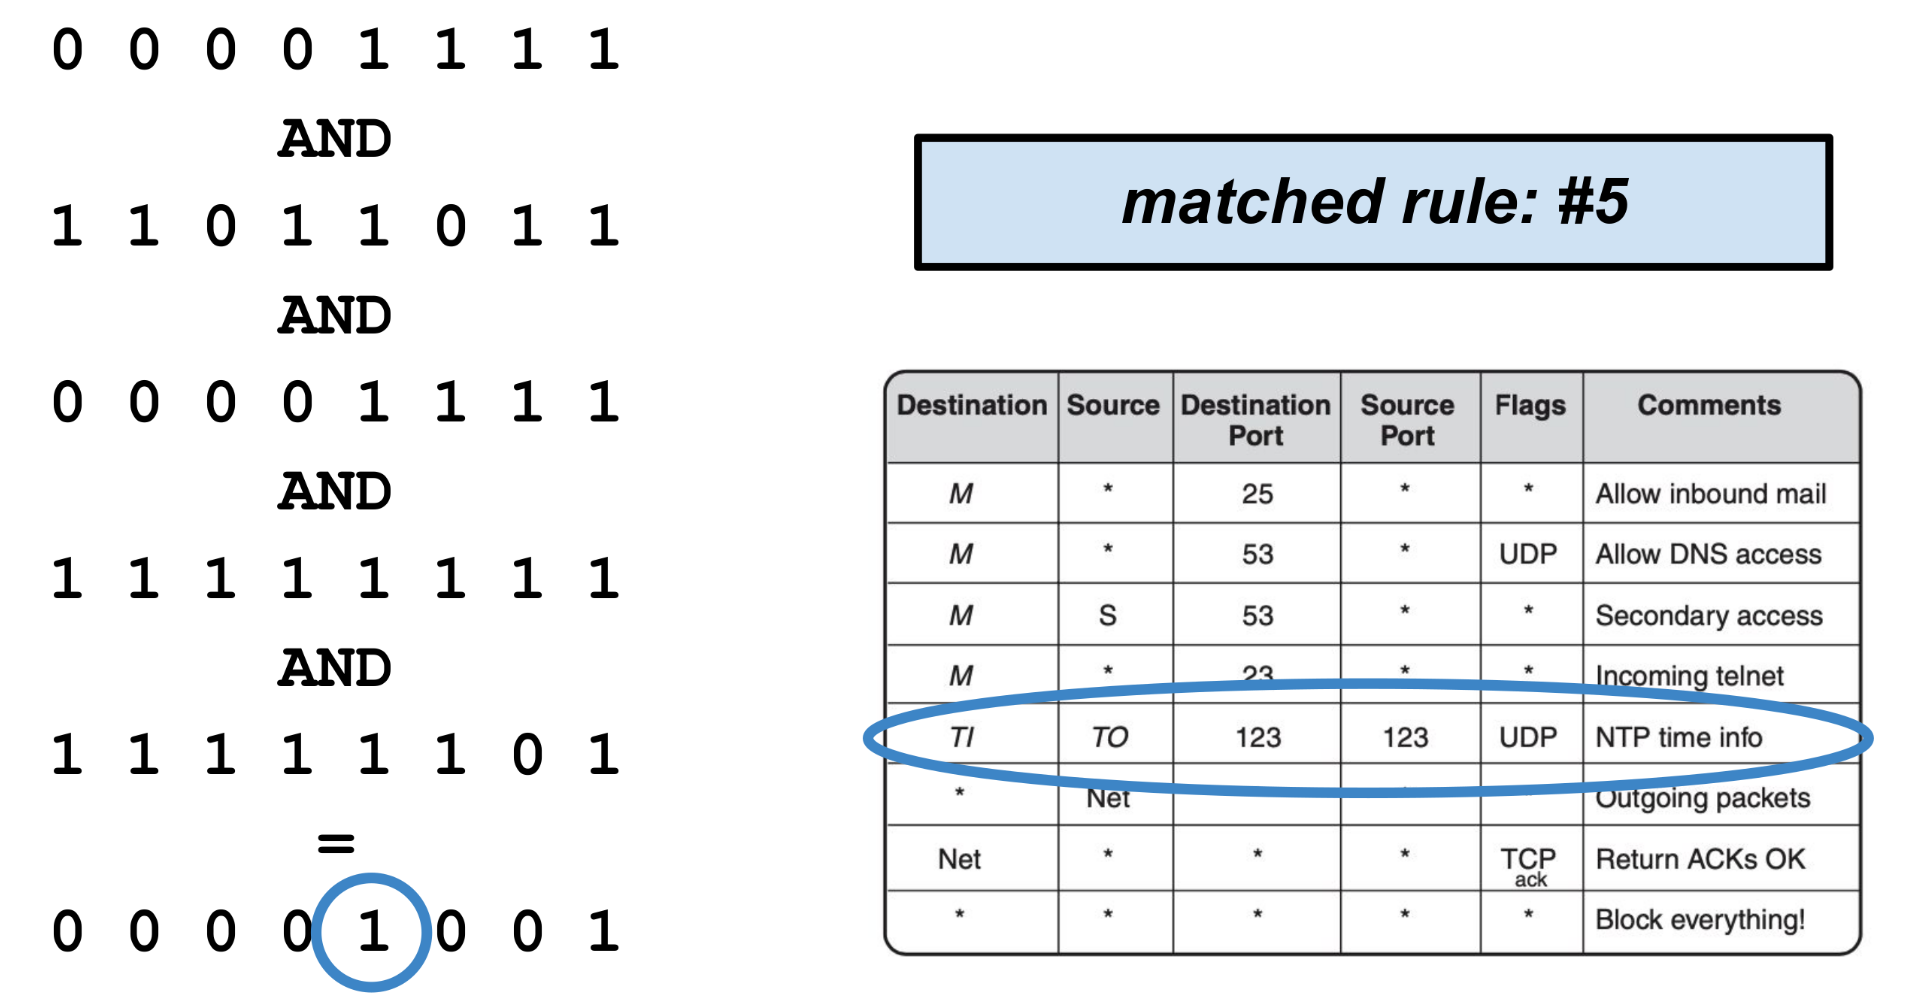 0 0 0 0 1 1 1 1
AND
1 1 0 1 1 0 1 1
AND
0 0 0 0 1 1 1 1
AND
1 1 1 1 1 1 1 1
AND
1 1 1 1 1 1 0 1
=
0 0 0 0 1 0 0 1
matched rule: #5
Destination Source Destination Port Source Port Flags Comments
M * 25 * * Allow inbound mail
M * 53 * UDP Allow DNS access
M S 53 * * Secondary access
M * 23 * * Incoming telnet
TI TO 123 123 UDP NTP time info
* Net Outgoing packets
Net * * * TCP ack Return ACKs OK
* * * * * Block everything!